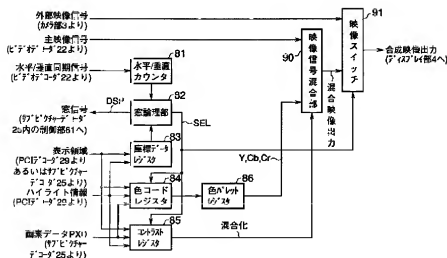 外部映像信号
(カメラ部3より)
主映像信号
(ビデオデコーダ22より)
水平/垂直同期信号
(ビデオデコーダ22より)
81
水平/垂直
カウンタ
窓信号
(サブピクチャーデコーダ
25内の制御部61へ)
DSP
82
窓論理部
SEL
表示領域
(PCIデコーダ29より
あるいはサブピクチャー
デコーダ25より)
83
座標データ
レジスタ
ハイライト情報
(PCIデコーダ29より)
84
色コード
レジスタ
86
色パレット
レジスタ
Y,Cb,Cr
画素データPXD
(サブピクチャー
デコーダ25より)
85
コントラスト
レジスタ
混合化
90
映像信号混合部
混合映像出力
91
映像スイッチ
合成映像出力
(ディスプレイ部4へ)